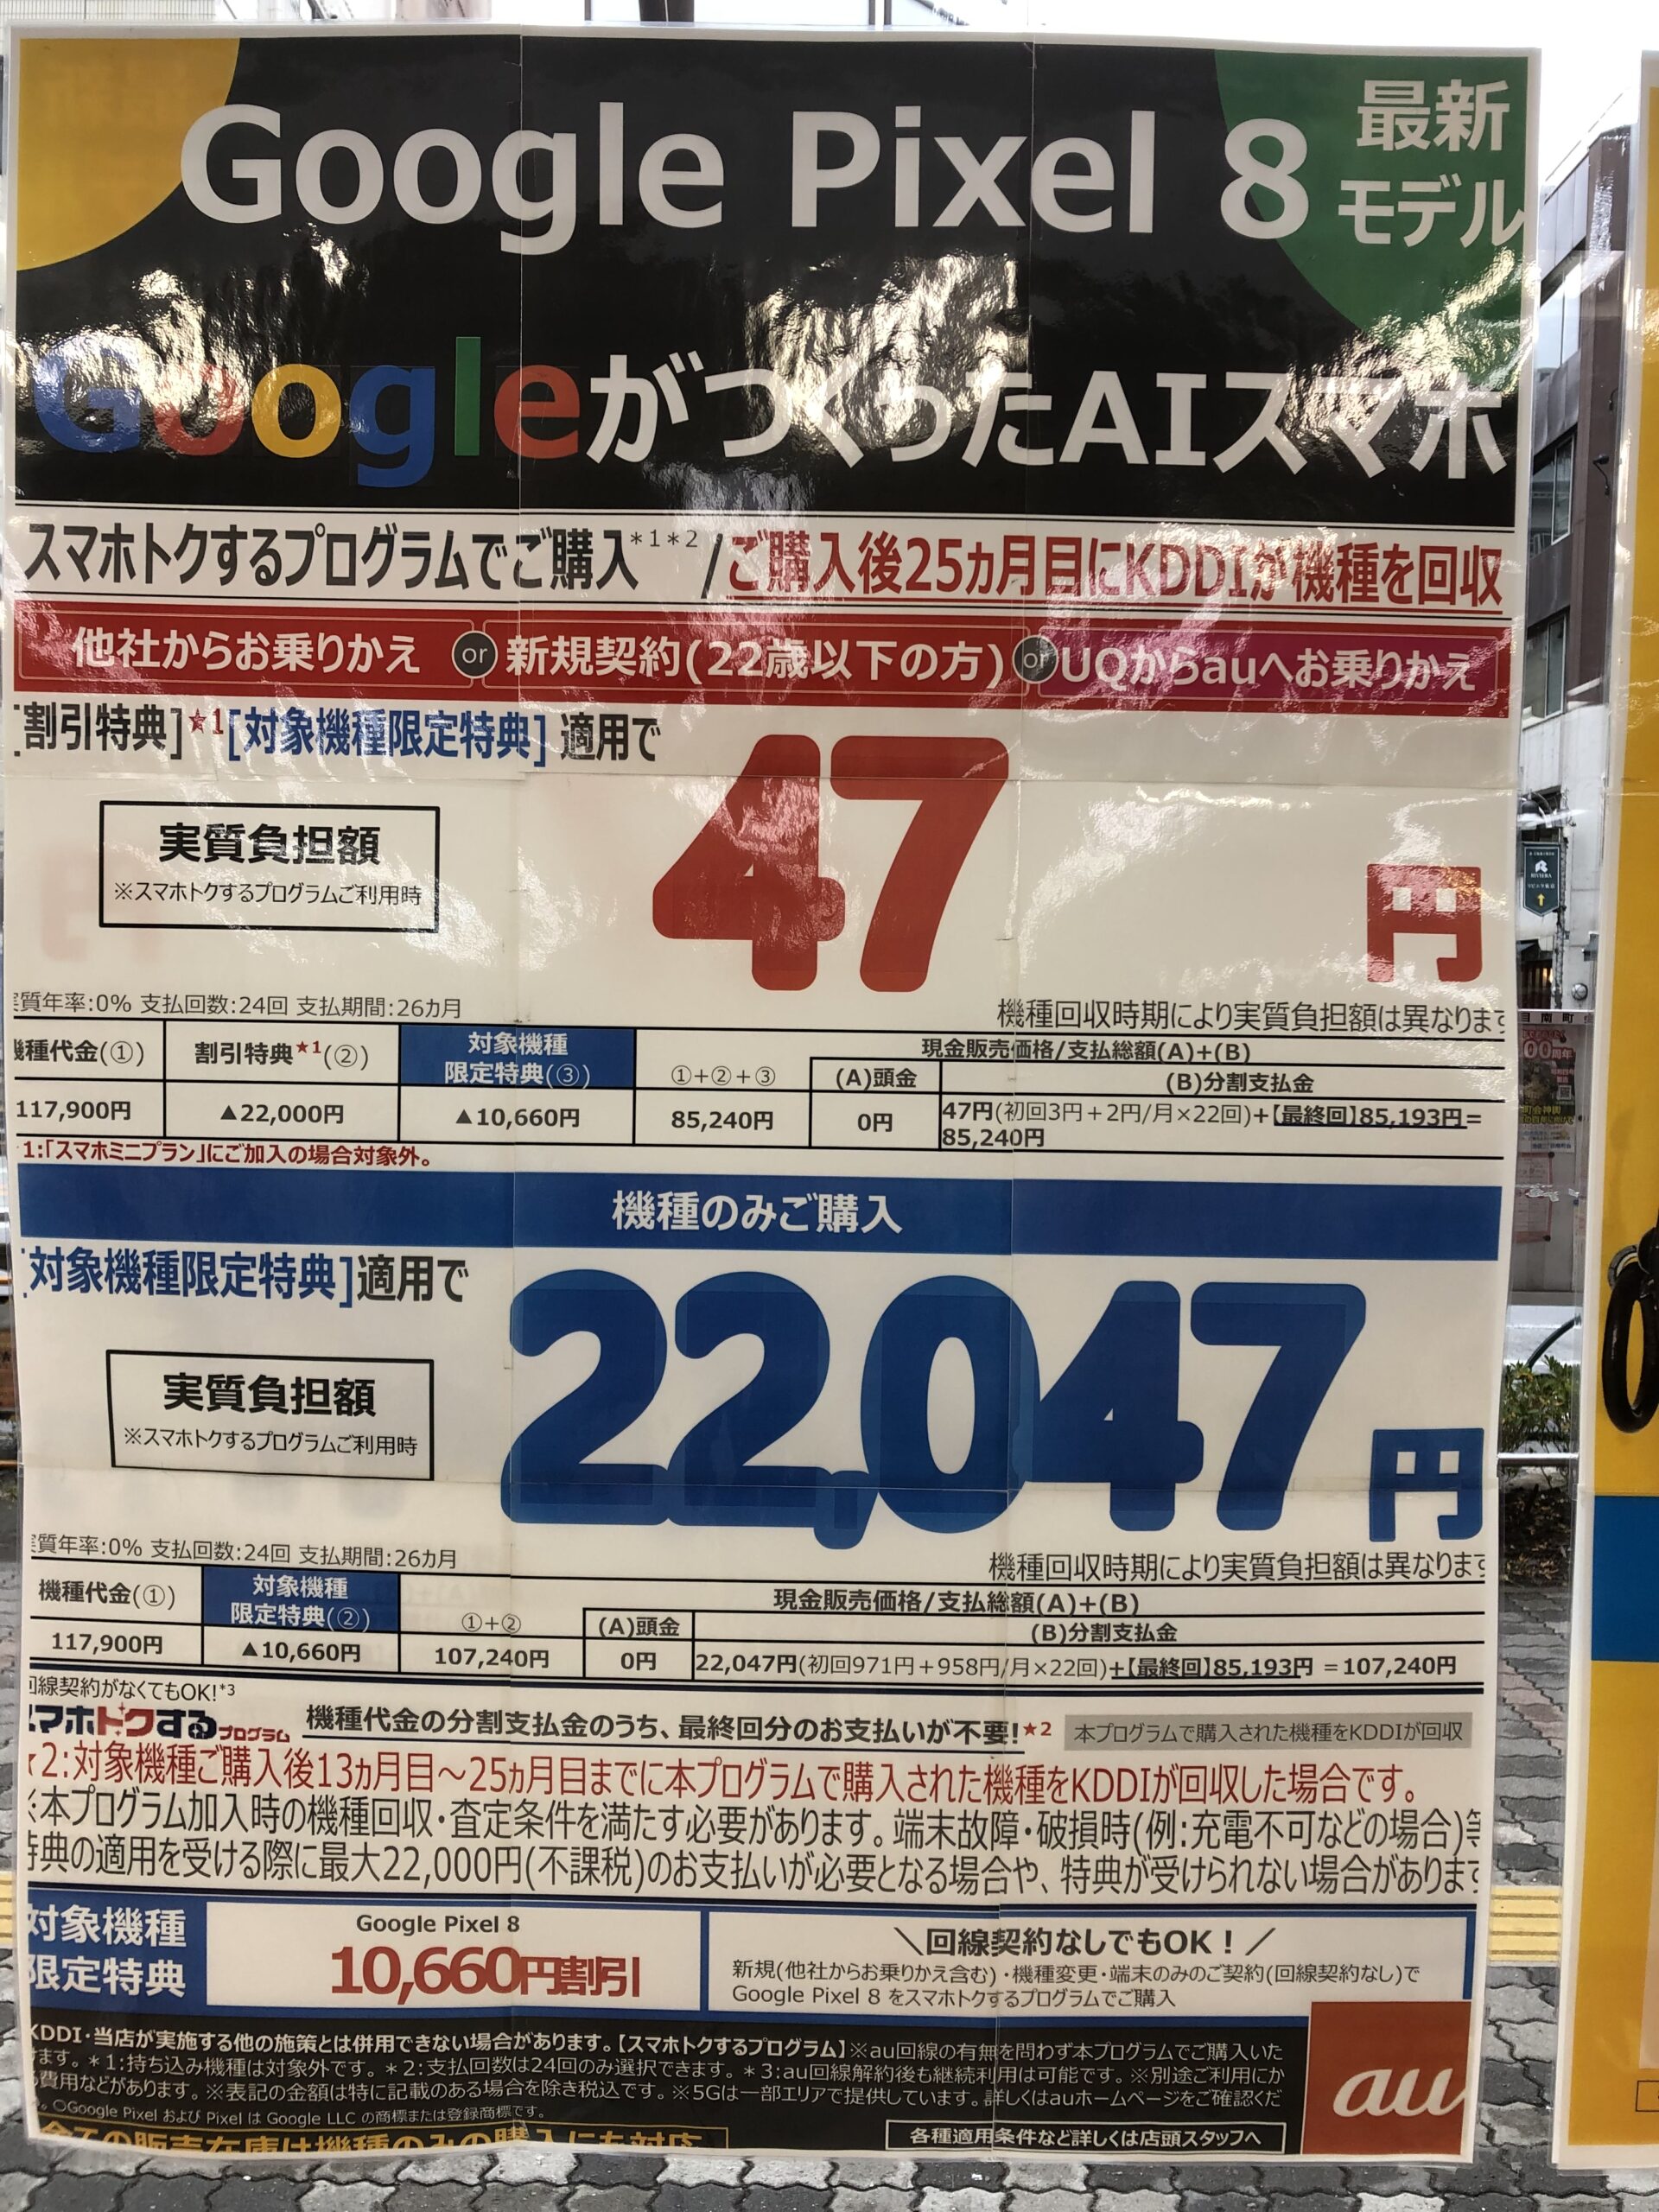 Google Pixel 8
最新
モデル
GoogleがつくったAIスマホ
スマホトクするプログラムでご購入*1*2 /ご購入後25ヵ月目にKDDIが機種を回収
他社からお乗りかえ or 新規契約(22歳以下の方) or UQからauへお乗りかえ
[割引特典]★1[対象機種限定特典] 適用で
47円
実質負担額
※スマホトクするプログラムご利用時
実質年率:0% 支払回数:24回 支払期間:26カ月
機種回収時期により実質負担額は異なります
機種代金(①) 割引特典★1(②) 対象機種限定特典(③) ①+②+③ 現金販売価格/支払総額(A)+(B)
(A)頭金 (B)分割支払金
117,900円 ▲22,000円 ▲10,660円 85,240円 0円 47円(初回3円+2円/月×22回)+【最終回】85,193円=
85,240円
1:「スマホミニプラン」にご加入の場合対象外。
機種のみご購入
[対象機種限定特典]適用で
22,047円
実質負担額
※スマホトクするプログラムご利用時
実質年率:0% 支払回数:24回 支払期間:26カ月
機種回収時期により実質負担額は異なります
機種代金(①) 対象機種限定特典(②) ①+② 現金販売価格/支払総額(A)+(B)
(A)頭金 (B)分割支払金
117,900円 ▲10,660円 107,240円 0円 22,047円(初回971円+958円/月×22回)+【最終回】85,193円 =107,240円
回線契約がなくてもOK!*3
スマホトクするプログラム 機種代金の分割支払金のうち、最終回分のお支払いが不要!★2 本プログラムで購入された機種をKDDIが回収
★2:対象機種ご購入後13ヵ月目～25ヵ月目までに本プログラムで購入された機種をKDDIが回収した場合です。
※本プログラム加入時の機種回収・査定条件を満たす必要があります。端末故障・破損時(例:充電不可などの場合)等
特典の適用を受ける際に最大22,000円(不課税)のお支払いが必要となる場合や、特典が受けられない場合があります
対象機種
限定特典
Google Pixel 8
10,660円割引
＼回線契約なしでもOK！／
新規(他社からお乗りかえ含む)・機種変更・端末のみのご契約(回線契約なし)で
Google Pixel 8 をスマホトクするプログラムでご購入
KDDI・当店が実施する他の施策とは併用できない場合があります。【スマホトクするプログラム】※au回線の有無を問わず本プログラムでご購入いた
けます。*1:持ち込み機種は対象外です。*2:支払回数は24回のみ選択できます。*3:au回線解約後も継続利用は可能です。※別途ご利用にか
る費用などがあります。※表記の金額は特に記載のある場合を除き税込です。※5Gは一部エリアで提供しています。詳しくはauホームページをご確認くだ
。○Google Pixel および Pixel は Google LLC の商標または登録商標です。
全ての販売在庫は機種のみの購入にも対応
各種適用条件など詳しくは店頭スタッフへ
au